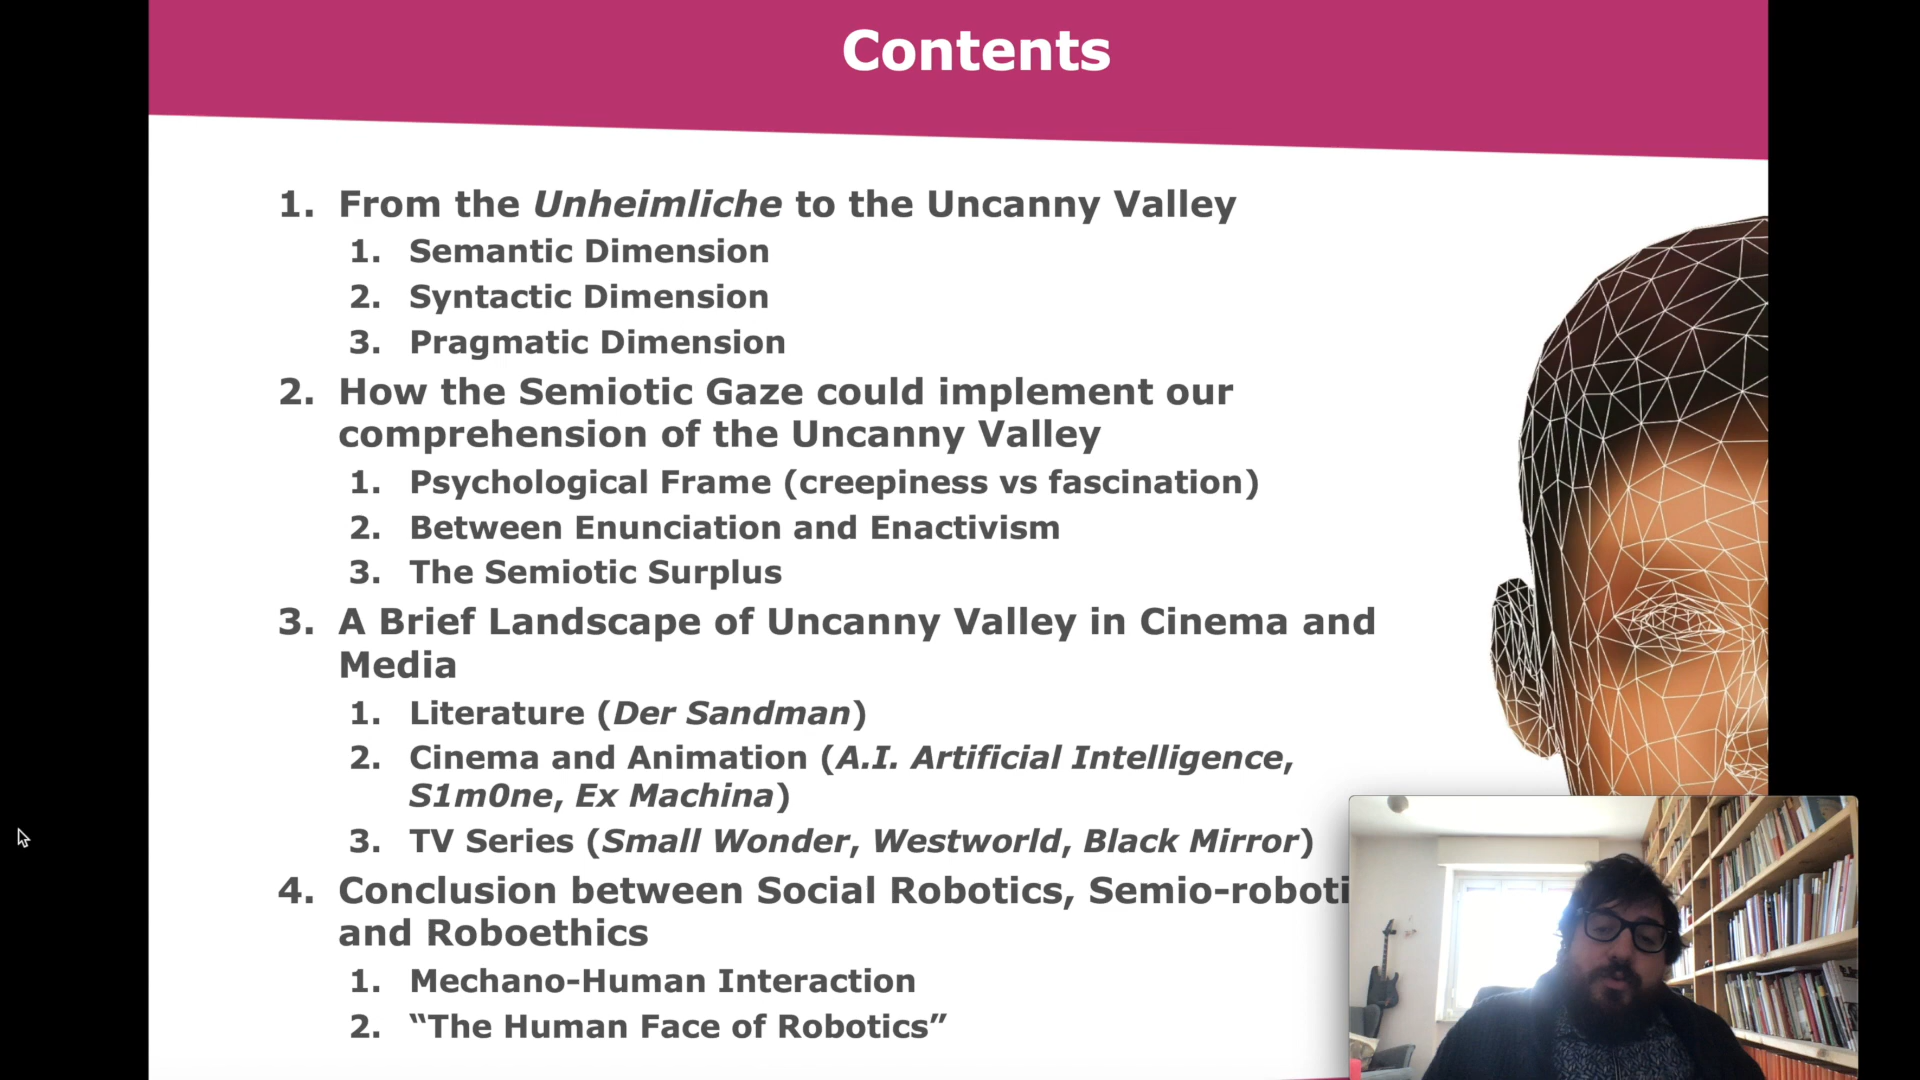 Contents
1. From the Unheimliche to the Uncanny Valley
1. Semantic Dimension
2. Syntactic Dimension
3. Pragmatic Dimension
2. How the Semiotic Gaze could implement our
comprehension of the Uncanny Valley
1. Psychological Frame (creepiness vs fascination)
2. Between Enunciation and Enactivism
3. The Semiotic Surplus
3. A Brief Landscape of Uncanny Valley in Cinema and
Media
1. Literature (Der Sandman)
2. Cinema and Animation (A.I. Artificial Intelligence,
S1m0ne, Ex Machina)
3. TV Series (Small Wonder, Westworld, Black Mirror)
4. Conclusion between Social Robotics, Semio-roboti
and Roboethics
1. Mechano-Human Interaction
2. “The Human Face of Robotics”